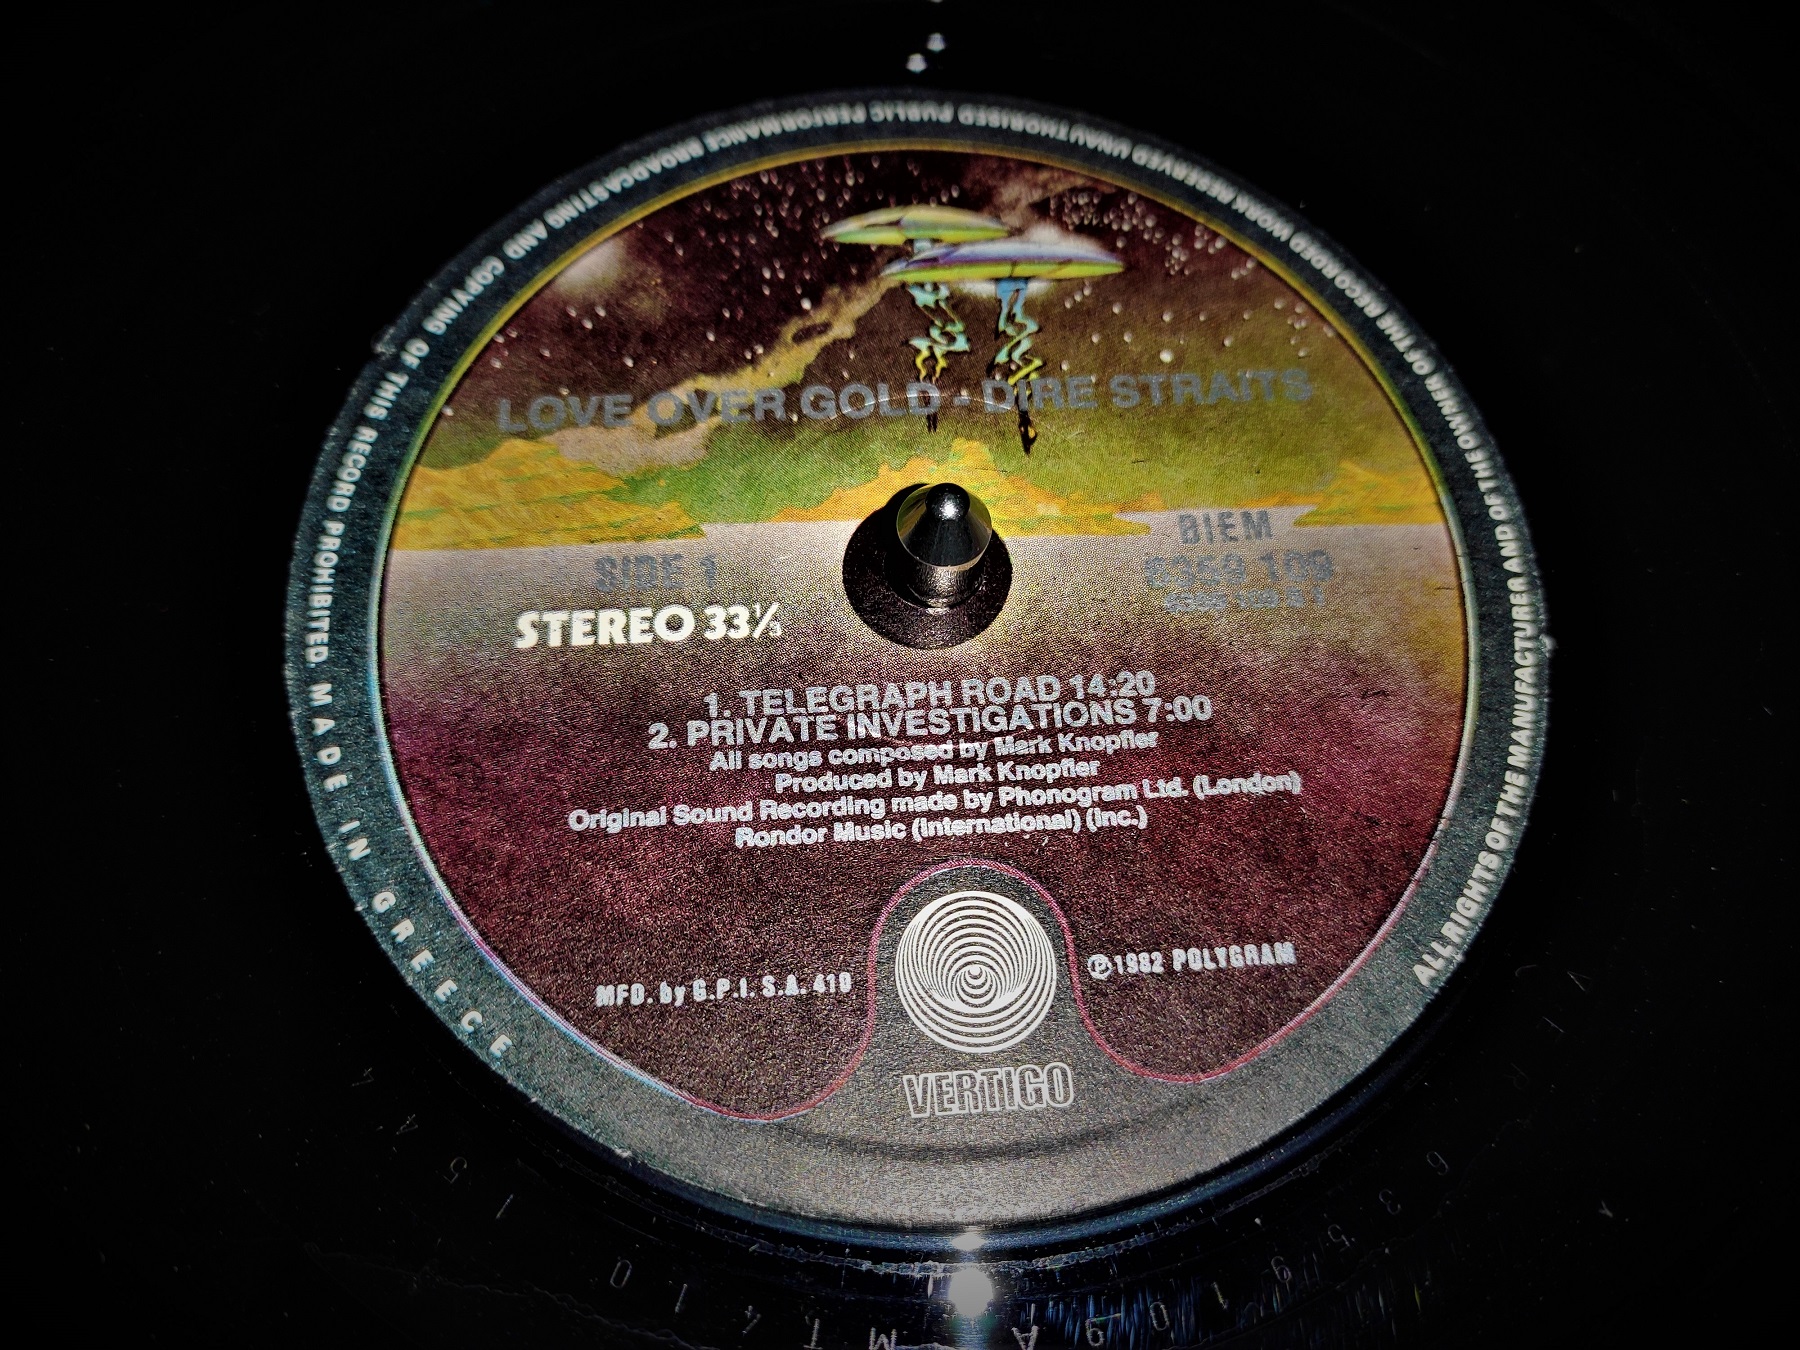 ALL RIGHTS OF THE MANUFACTURER AND OF THE OWNER OF THE RECORDED WORK RESERVED UNAUTHORISED PUBLIC PERFORMANCE BROADCASTING AND COPYING OF THIS RECORD PROHIBITED. MADE IN GREECE
LOVE OVER GOLD - DIRE STRAITS
SIDE 1
STEREO 33⅓
BIEM
6359 109
1. TELEGRAPH ROAD 14:20
2. PRIVATE INVESTIGATIONS 7:00
All songs composed by Mark Knopfler
Produced by Mark Knopfler
Original Sound Recording made by Phonogram Ltd. (London)
Rondor Music (International) (Inc.)
MFD. by G.P.I. S.A. 410
℗ 1982 POLYGRAM
VERTIGO